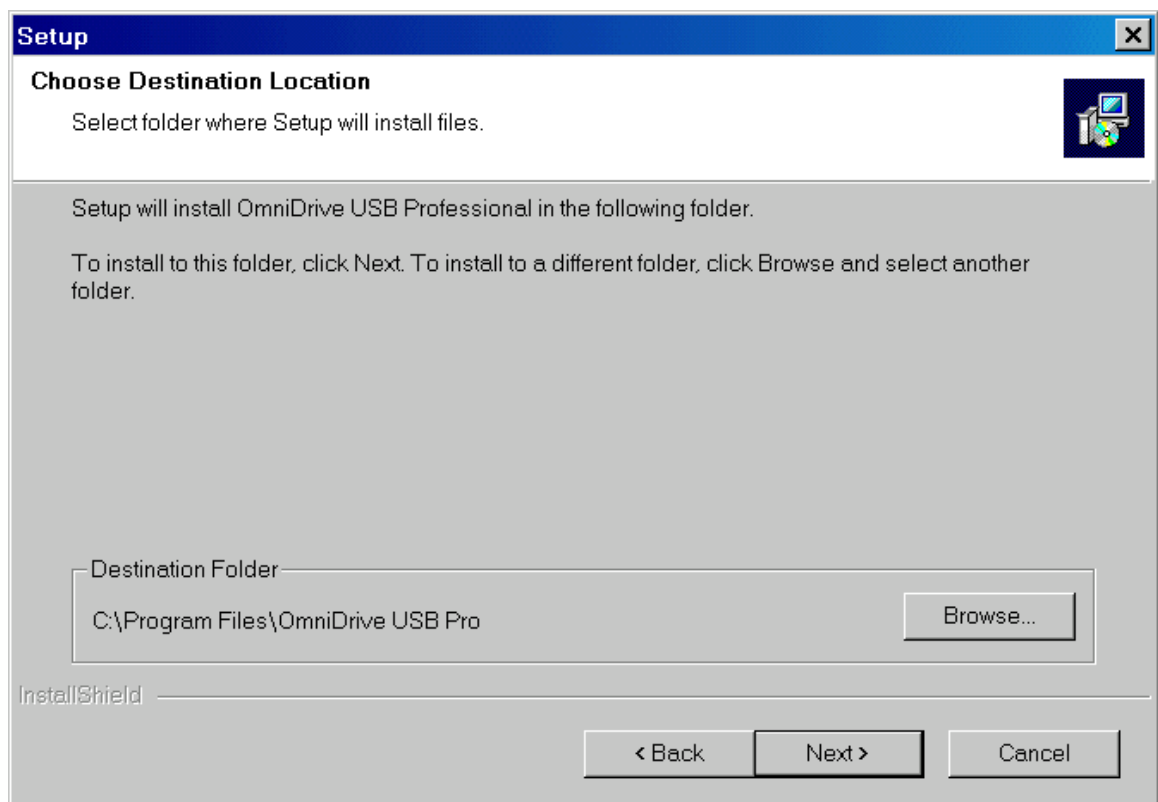 Setup
Choose Destination Location
Select folder where Setup will install files.
Setup will install OmniDrive USB Professional in the following folder.
To install to this folder, click Next. To install to a different folder, click Browse and select another
folder.
Destination Folder
C:\Program Files\OmniDrive USB Pro
Browse...
InstallShield
< Back
Next >
Cancel